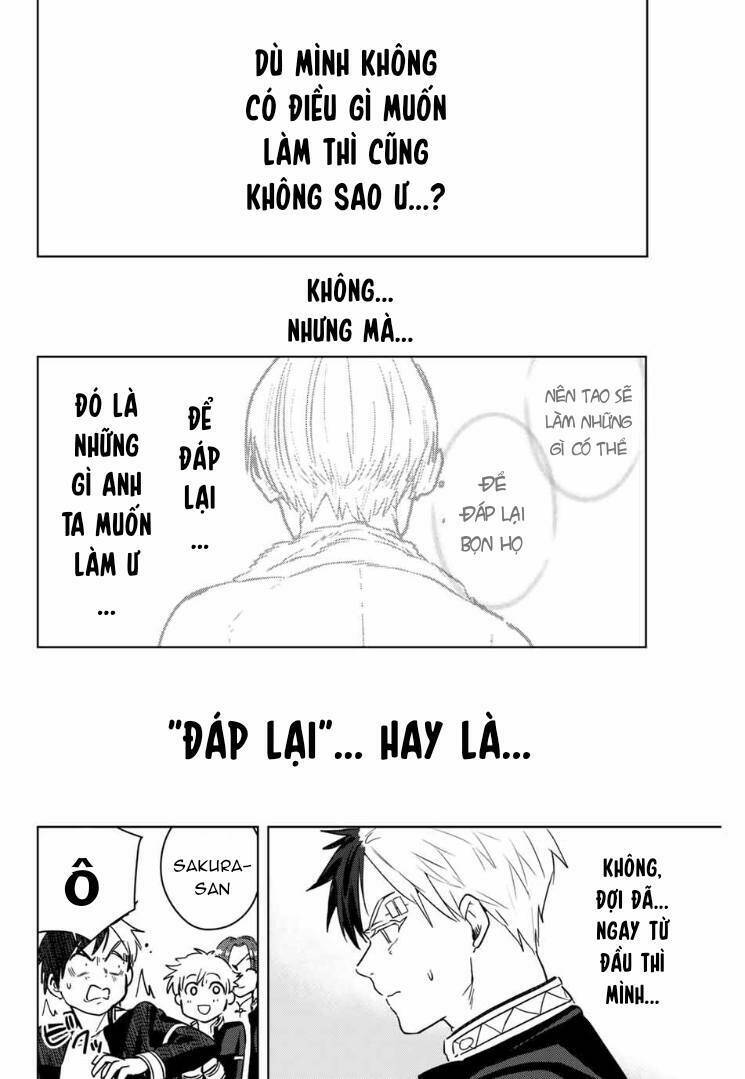 DÙ MÌNH KHÔNG
CÓ ĐIỀU GÌ MUỐN
LÀM THÌ CŨNG
KHÔNG SAO Ư...?
KHÔNG...
NHƯNG MÀ...
NÊN TAO SẼ
LÀM NHỮNG
GÌ CÓ THỂ
ĐỂ
ĐÁP LẠI
BỌN HỌ
ĐỂ
ĐÁP
LẠI
...
ĐÓ LÀ
NHỮNG
GÌ ANH
TA MUỐN
LÀM Ư
...
"ĐÁP LẠI"... HAY LÀ...
KHÔNG,
ĐỢI ĐÃ...
NGAY TỪ
ĐẦU THÌ
MÌNH...
SAKURA-
SAN
Ô